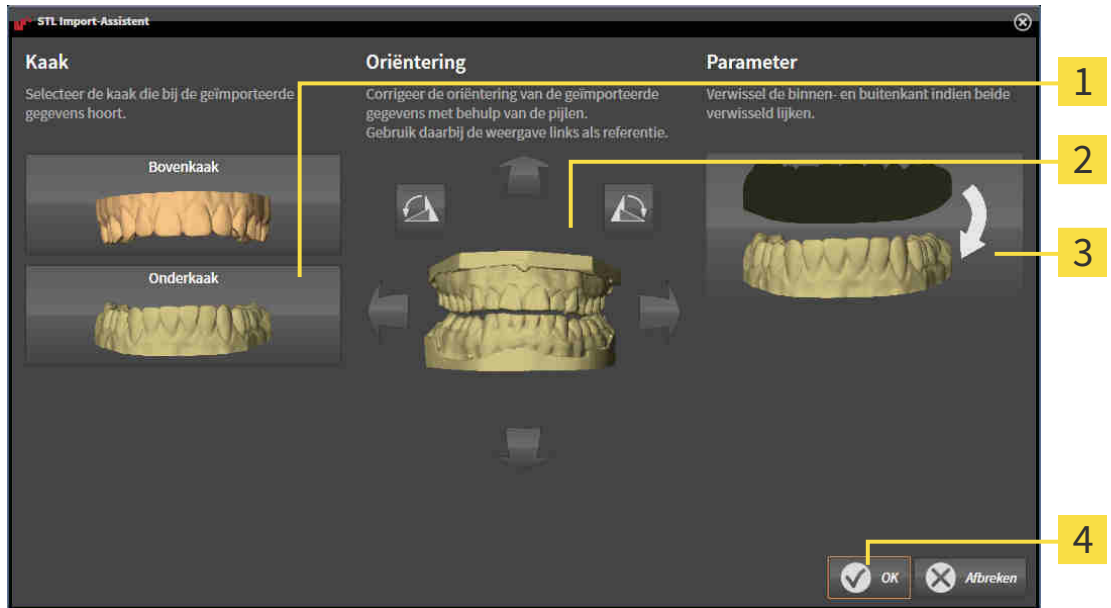 STL Import-Assistent
Kaak
Selecteer de kaak die bij de geïmporteerde
gegevens hoort.
Bovenkaak
Onderkaak
Oriëntering
Corrigeer de oriëntering van de geïmporteerde
gegevens met behulp van de pijlen.
Gebruik daarbij de weergave links als referentie.
Parameter
Verwissel de binnen- en buitenkant indien beide
verwisseld lijken.
1
2
3
4
OK
Afbreken